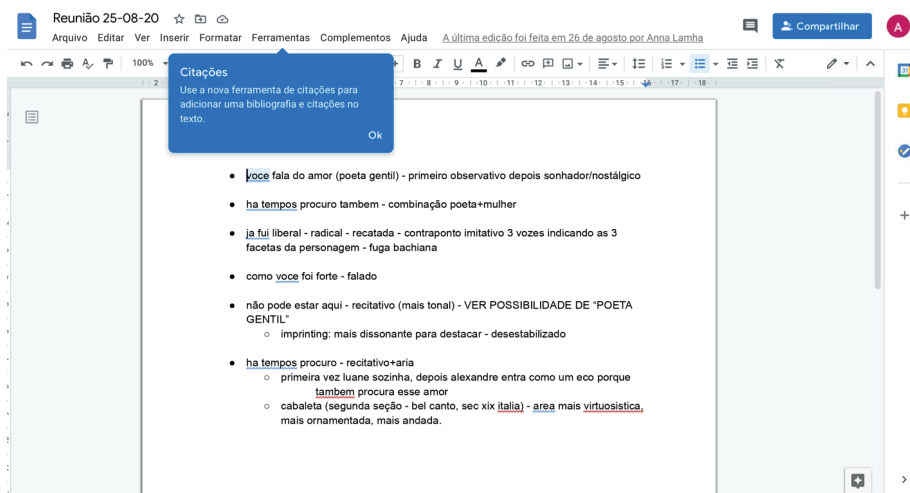 Reunião 25-08-20
Arquivo Editar Ver Inserir Formatar Ferramentas Complementos Ajuda A última edição foi feita em 26 de agosto por Anna Lamha
Compartilhar
A
100%
B I U A
Citações
Use a nova ferramenta de citações para
adicionar uma bibliografia e citações no
texto.
Ok
voce fala do amor (poeta gentil) - primeiro observativo depois sonhador/nostálgico
ha tempos procuro tambem - combinação poeta+mulher
ja fui liberal - radical - recatada - contraponto imitativo 3 vozes indicando as 3
facetas da personagem - fuga bachiana
como voce foi forte - falado
não pode estar aqui - recitativo (mais tonal) - VER POSSIBILIDADE DE “POETA
GENTIL”
imprinting: mais dissonante para destacar - desestabilizado
ha tempos procuro - recitativo+aria
primeira vez luane sozinha, depois alexandre entra como um eco porque
tambem procura esse amor
cabaleta (segunda seção - bel canto, sec xix italia) - area mais virtuosistica,
mais ornamentada, mais andada.